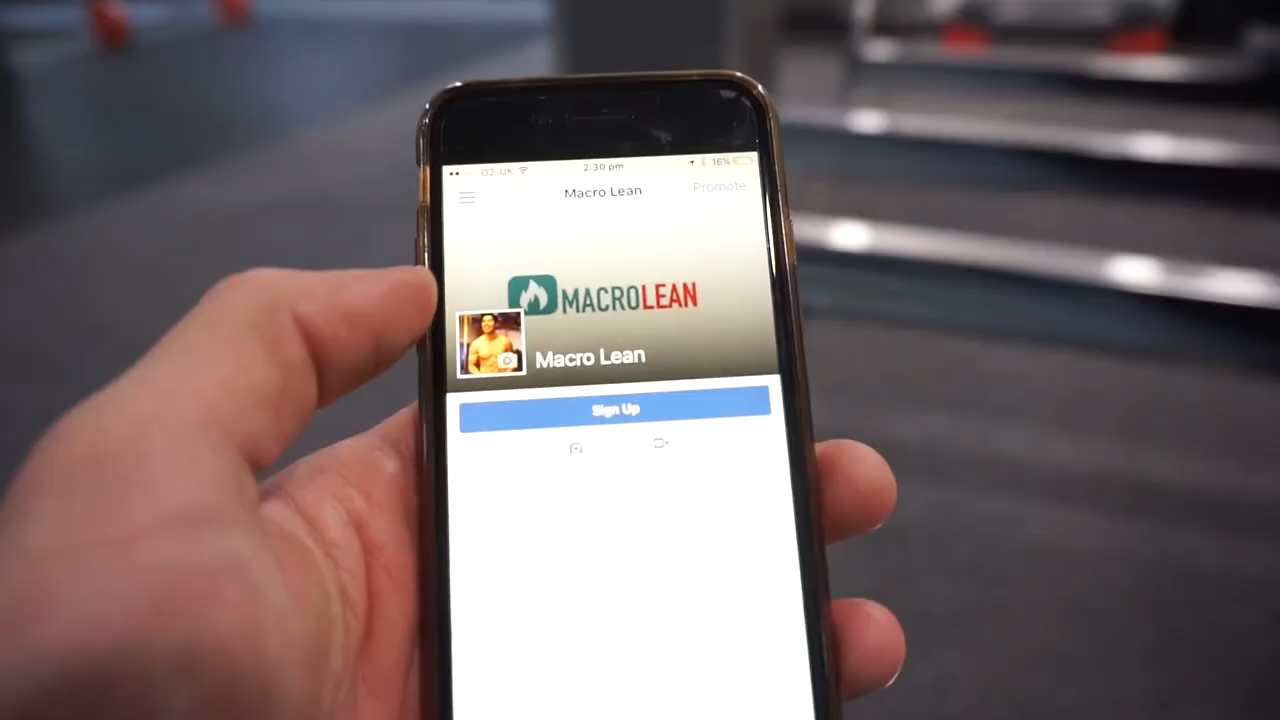 O2-UK 2:30 pm 16%
Macro Lean Promote
MACROLEAN
Macro Lean
Sign Up